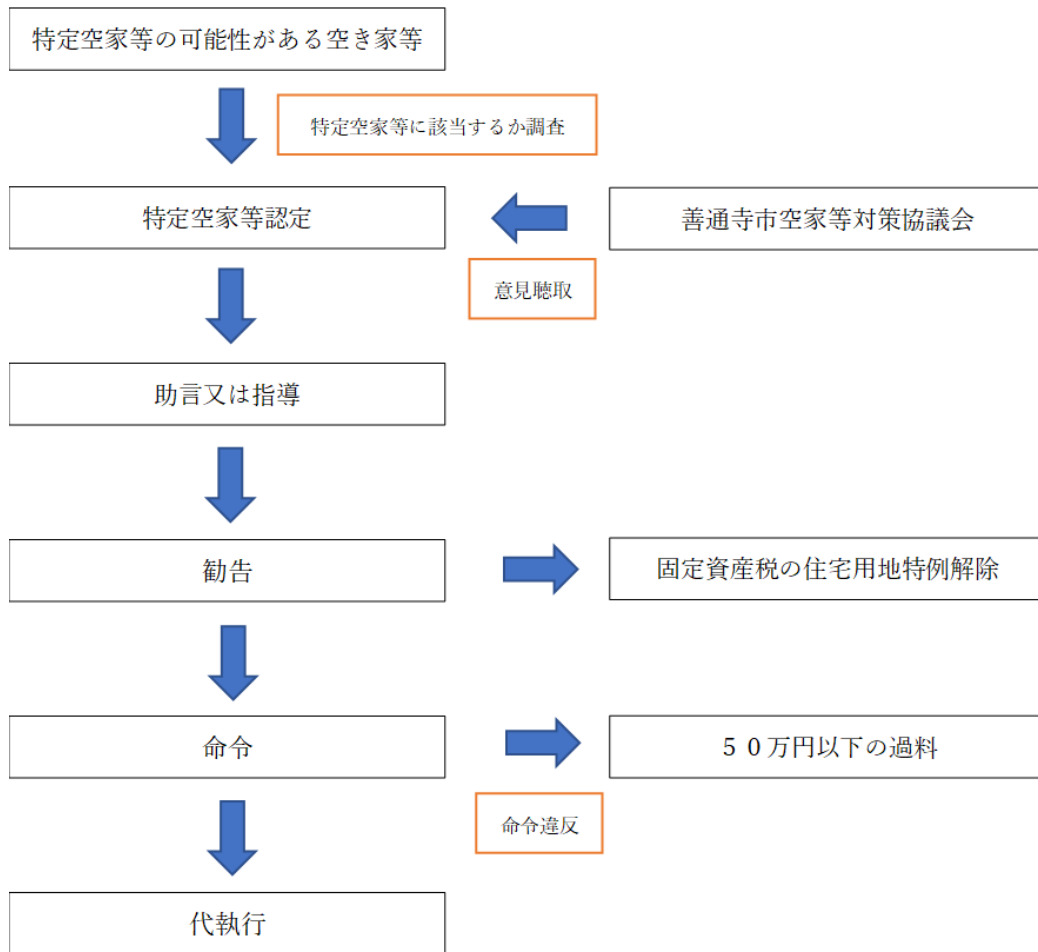 特定空家等の可能性がある空き家等
特定空家等に該当するか調査
特定空家等認定
善通寺市空家等対策協議会
意見聴取
助言又は指導
勧告
固定資産税の住宅用地特例解除
命令
５０万円以下の過料
命令違反
代執行